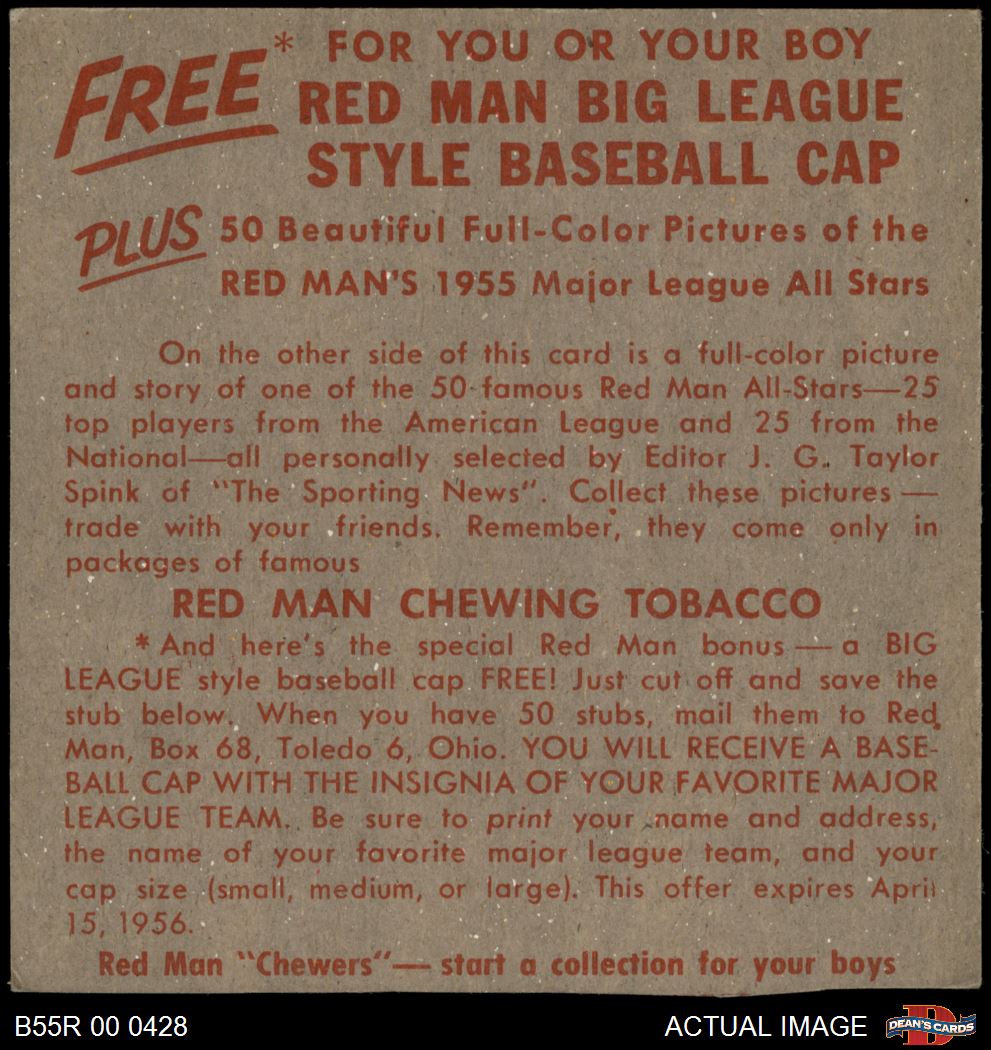 FREE* FOR YOU OR YOUR BOY
RED MAN BIG LEAGUE
STYLE BASEBALL CAP
PLUS 50 Beautiful Full-Color Pictures of the
RED MAN'S 1955 Major League All Stars
On the other side of this card is a full-color picture
and story of one of the 50 famous Red Man All-Stars—25
top players from the American League and 25 from the
National—all personally selected by Editor J. G. Taylor
Spink of "The Sporting News". Collect these pictures —
trade with your friends. Remember, they come only in
packages of famous
RED MAN CHEWING TOBACCO
* And here's the special Red Man bonus — a BIG
LEAGUE style baseball cap FREE! Just cut off and save the
stub below. When you have 50 stubs, mail them to Red
Man, Box 68, Toledo 6, Ohio. YOU WILL RECEIVE A BASE-
BALL CAP WITH THE INSIGNIA OF YOUR FAVORITE MAJOR
LEAGUE TEAM. Be sure to print your name and address,
the name of your favorite major league team, and your
cap size (small, medium, or large). This offer expires April
15, 1956.
Red Man "Chewers"— start a collection for your boys
B55R 00 0428
ACTUAL IMAGE
D
DEAN'S CARDS